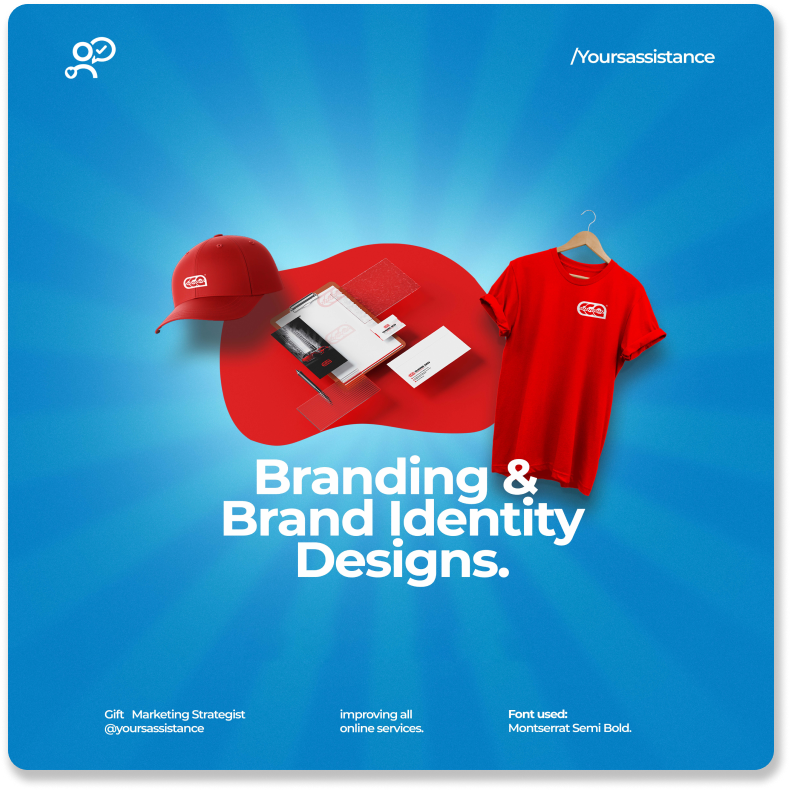 /Yoursassistance
Branding &
Brand Identity
Designs.
Gift Marketing Strategist
@yoursassistance
improving all
online services.
Font used:
Montserrat Semi Bold.